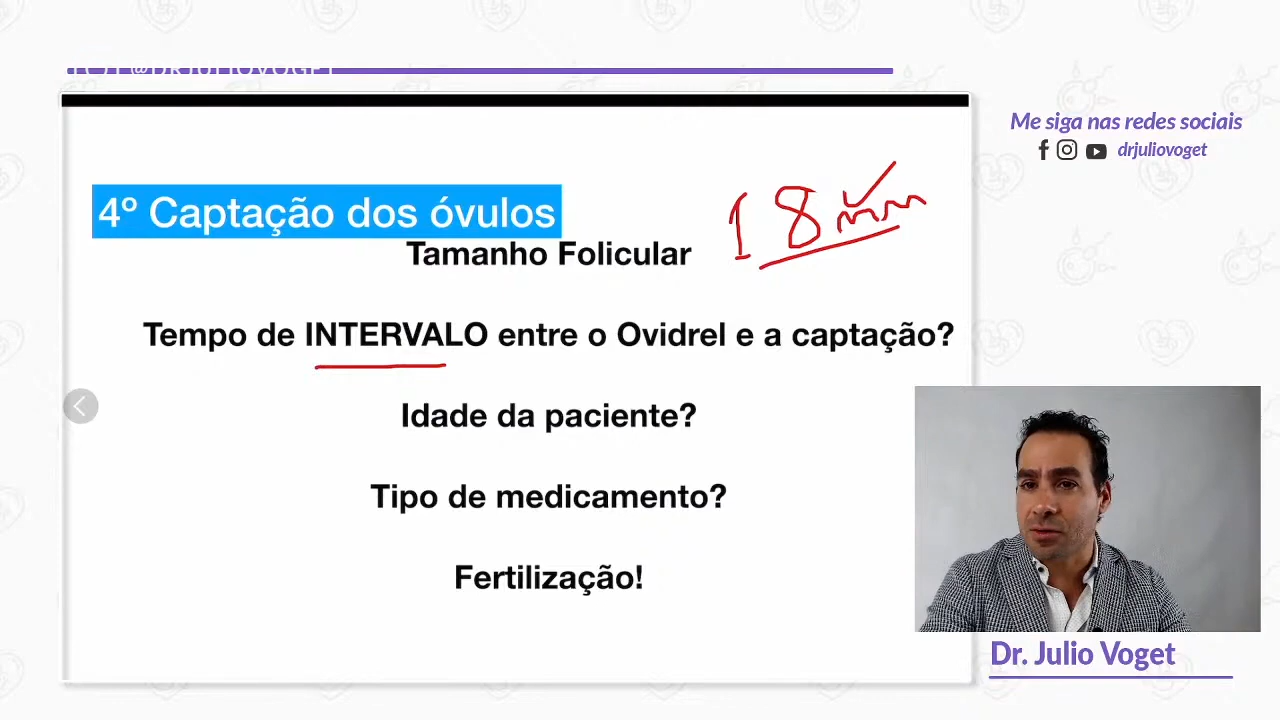 @DRJULIOVOGET
Me siga nas redes sociais
drjuliovoget
4º Captação dos óvulos
18 mm
Tamanho Folicular
Tempo de INTERVALO entre o Ovidrel e a captação?
Idade da paciente?
Tipo de medicamento?
Fertilização!
Dr. Julio Voget